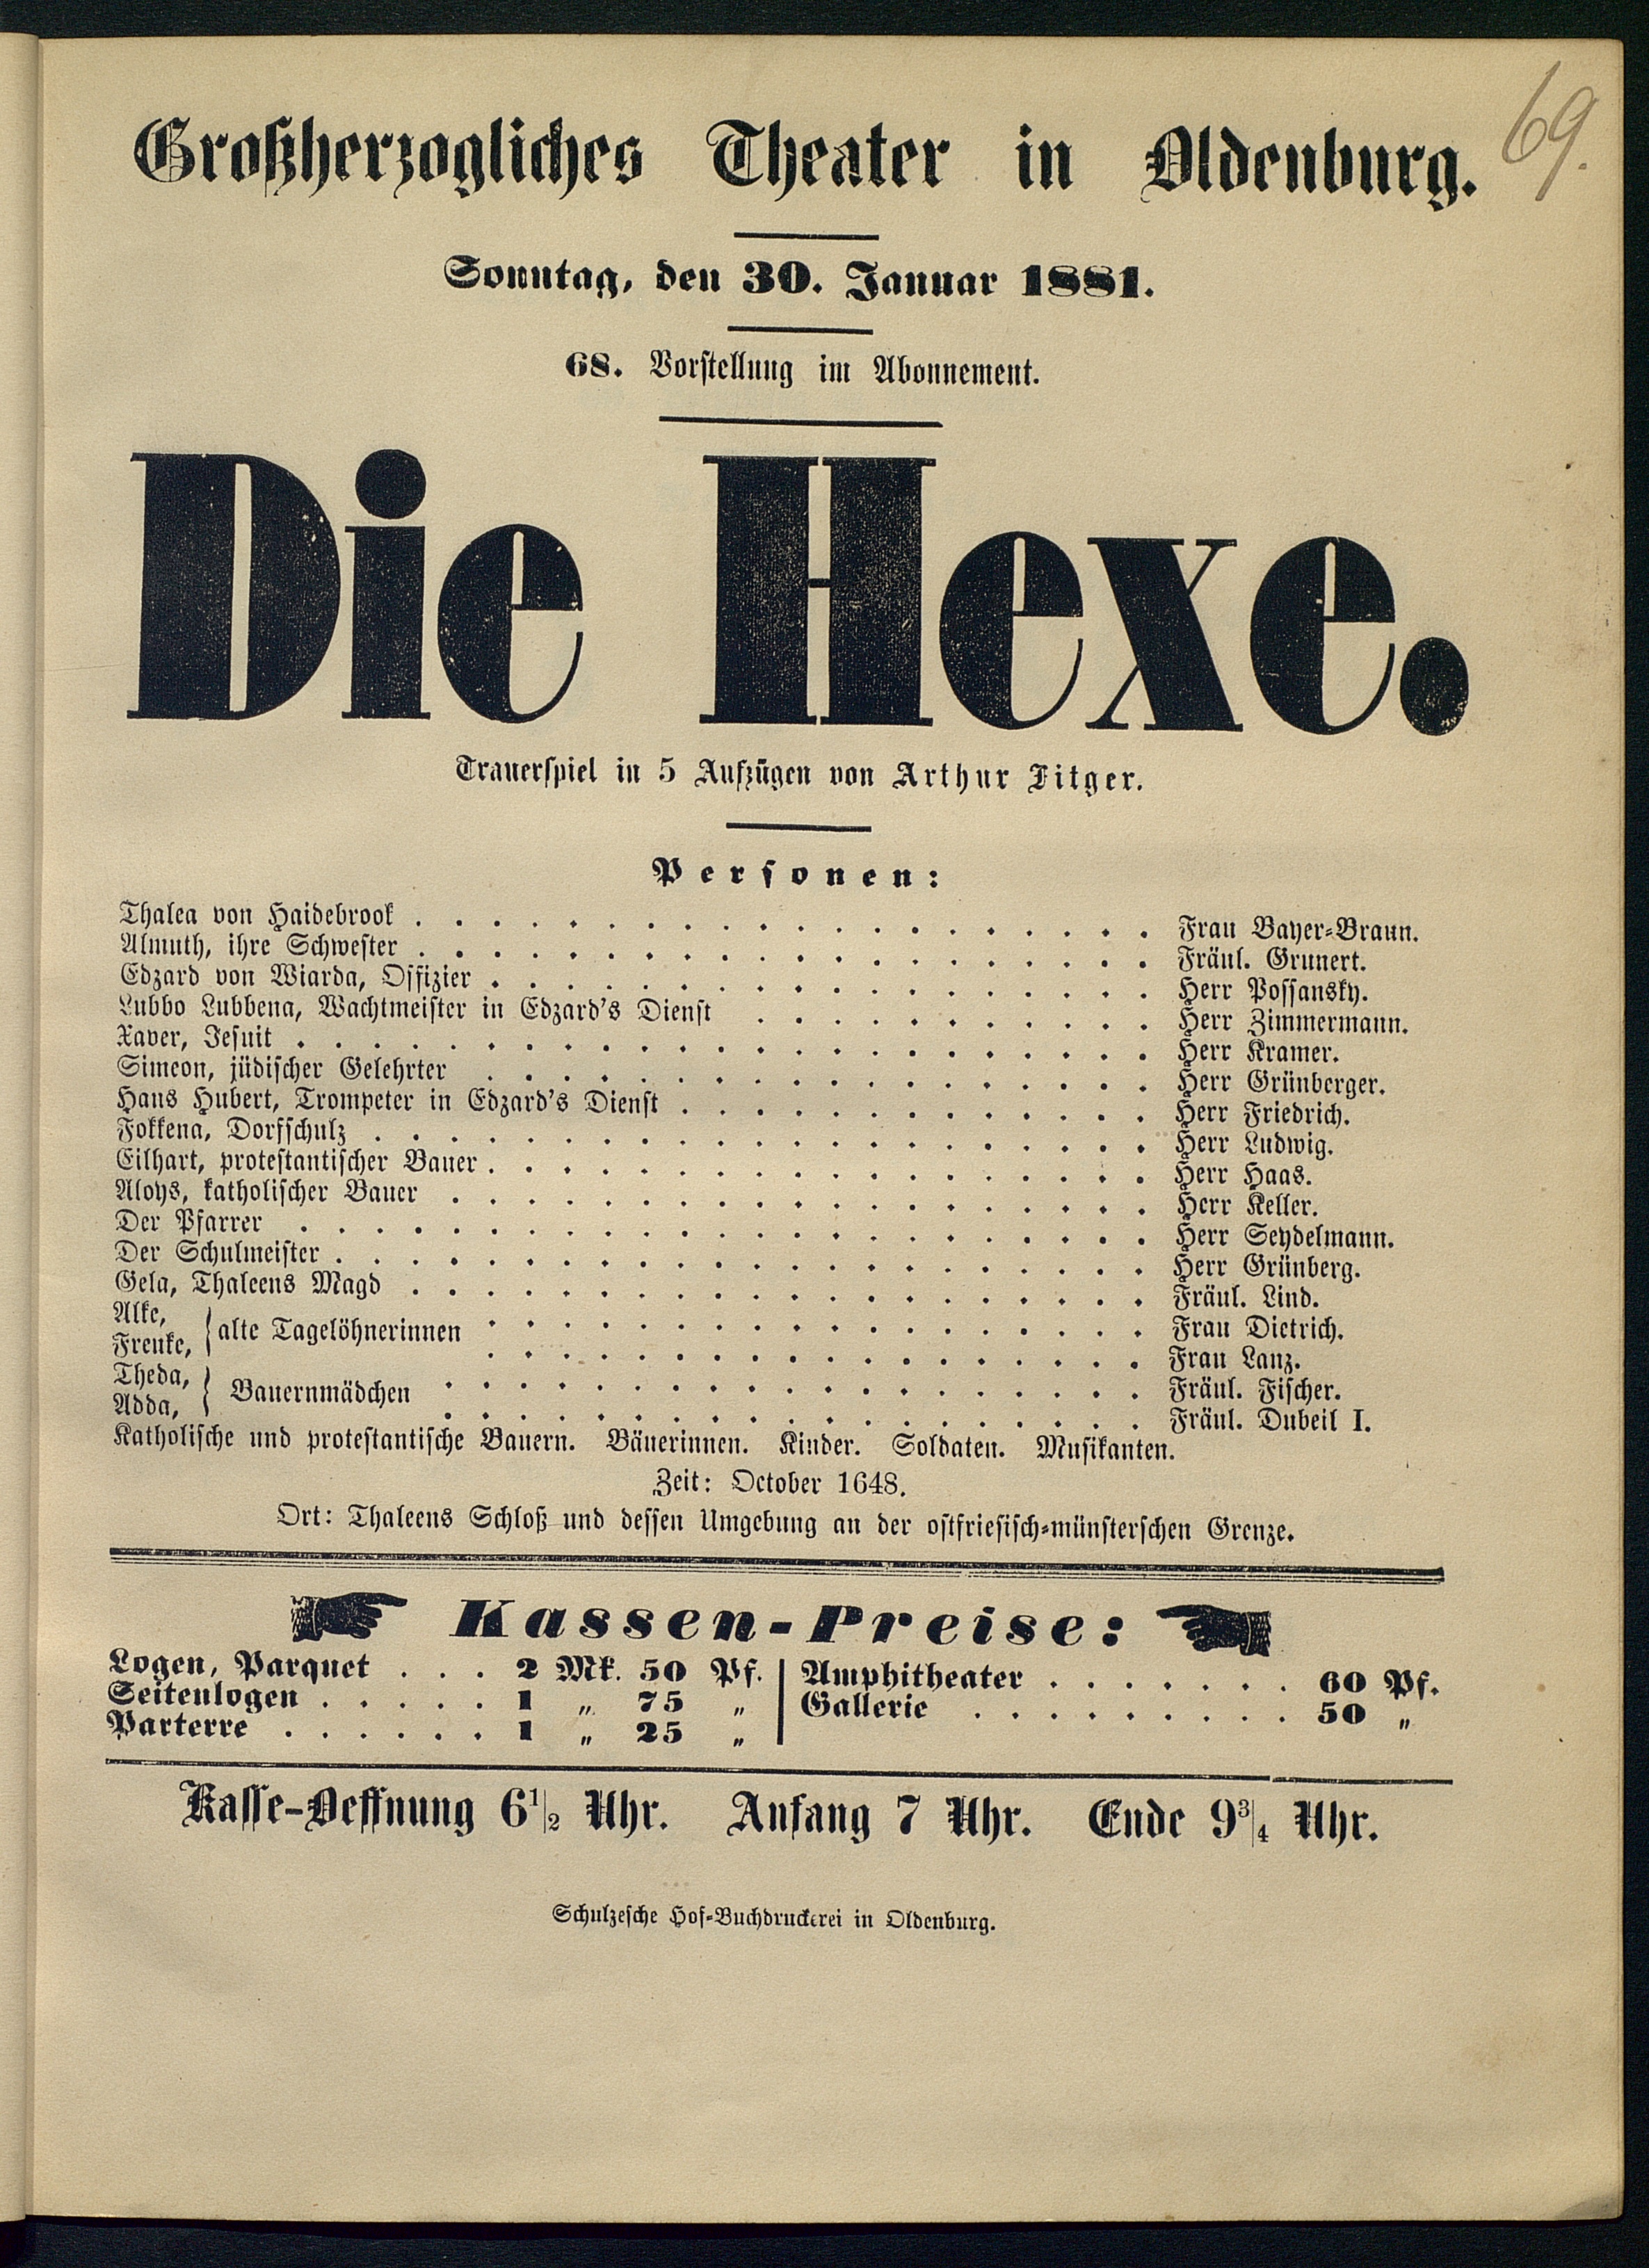 69.
Großherzogliches Theater in Oldenburg.
Sonntag, den 30. Januar 1881.
68. Vorstellung im Abonnement.
Die Hexe.
Trauerspiel in 5 Aufzügen von Arthur Fitger.
Personen:
Thalea von Haidebrook . . . . . . . . . . . . . . . . . . . . Frau Bayer-Braun.
Almuth, ihre Schwester . . . . . . . . . . . . . . . . . . . . Fräul. Grunert.
Edzard von Wiarda, Offizier . . . . . . . . . . . . . . . . . . Herr Possansky.
Lubbo Lubbena, Wachtmeister in Edzard's Dienst . . . . . . . . . . . Herr Zimmermann.
Xaver, Jesuit . . . . . . . . . . . . . . . . . . . . . . . Herr Kramer.
Simeon, jüdischer Gelehrter . . . . . . . . . . . . . . . . . . Herr Grünberger.
Hans Hubert, Trompeter in Edzard's Dienst . . . . . . . . . . . . . Herr Friedrich.
Fokkena, Dorfschulz . . . . . . . . . . . . . . . . . . . . . Herr Ludwig.
Eilhart, protestantischer Bauer . . . . . . . . . . . . . . . . . . Herr Haas.
Aloys, katholischer Bauer . . . . . . . . . . . . . . . . . . . Herr Keller.
Der Pfarrer . . . . . . . . . . . . . . . . . . . . . . . Herr Seydelmann.
Der Schulmeister . . . . . . . . . . . . . . . . . . . . . . Herr Grünberg.
Gela, Thaleens Magd . . . . . . . . . . . . . . . . . . . . Fräul. Lind.
Alke, } alte Tagelöhnerinnen . . . . . . . . . . . . . . . . . . Frau Dietrich.
Frenke, . . . . . . . . . . . . . . . . . . Frau Lanz.
Theda, } Bauernmädchen . . . . . . . . . . . . . . . . . . . Fräul. Fischer.
Adda, . . . . . . . . . . . . . . . . . . . Fräul. Dubeil I.
Katholische und protestantische Bauern. Bäuerinnen. Kinder. Soldaten. Musikanten.
Zeit: October 1648.
Ort: Thaleens Schloß und dessen Umgebung an der ostfriesisch-münsterschen Grenze.
Kassen-Preise:
Logen, Parquet . . . 2 Mk. 50 Pf. | Amphitheater . . . . . . . 60 Pf.
Seitenlogen . . . . . 1 „ 75 „ | Gallerie . . . . . . . . . 50 „
Parterre . . . . . . 1 „ 25 „
Kasse-Oeffnung 6 1/2 Uhr. Anfang 7 Uhr. Ende 9 3/4 Uhr.
Schulzesche Hof-Buchdruckerei in Oldenburg.